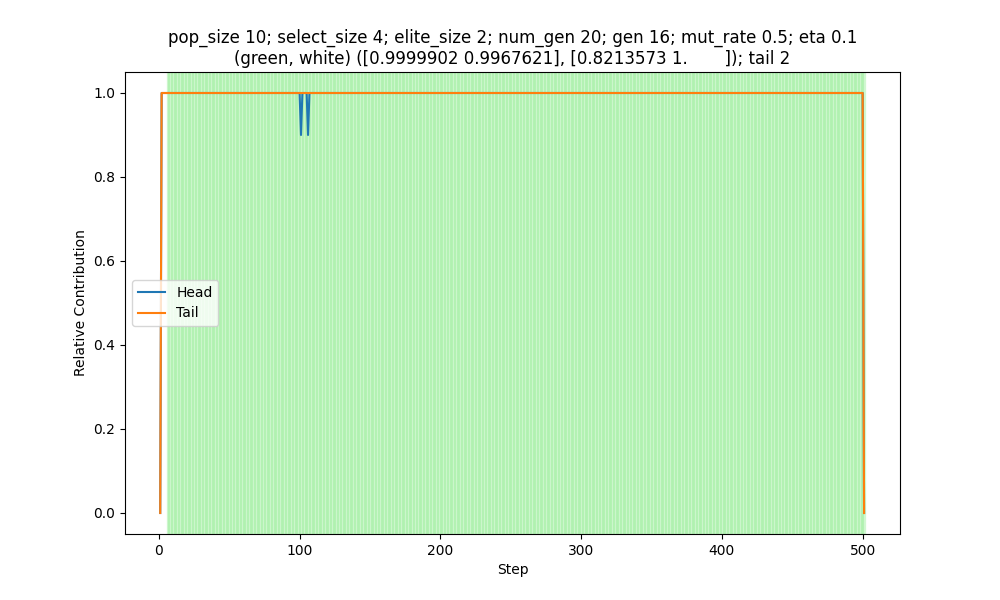 pop_size 10; select_size 4; elite_size 2; num_gen 20; gen 16; mut_rate 0.5; eta 0.1
(green, white) ([0.9999902 0.9967621], [0.8213573 1.       ]); tail 2
1.0
0.8
0.6
0.4
0.2
0.0
Relative Contribution
Head
Tail
0
100
200
300
400
500
Step